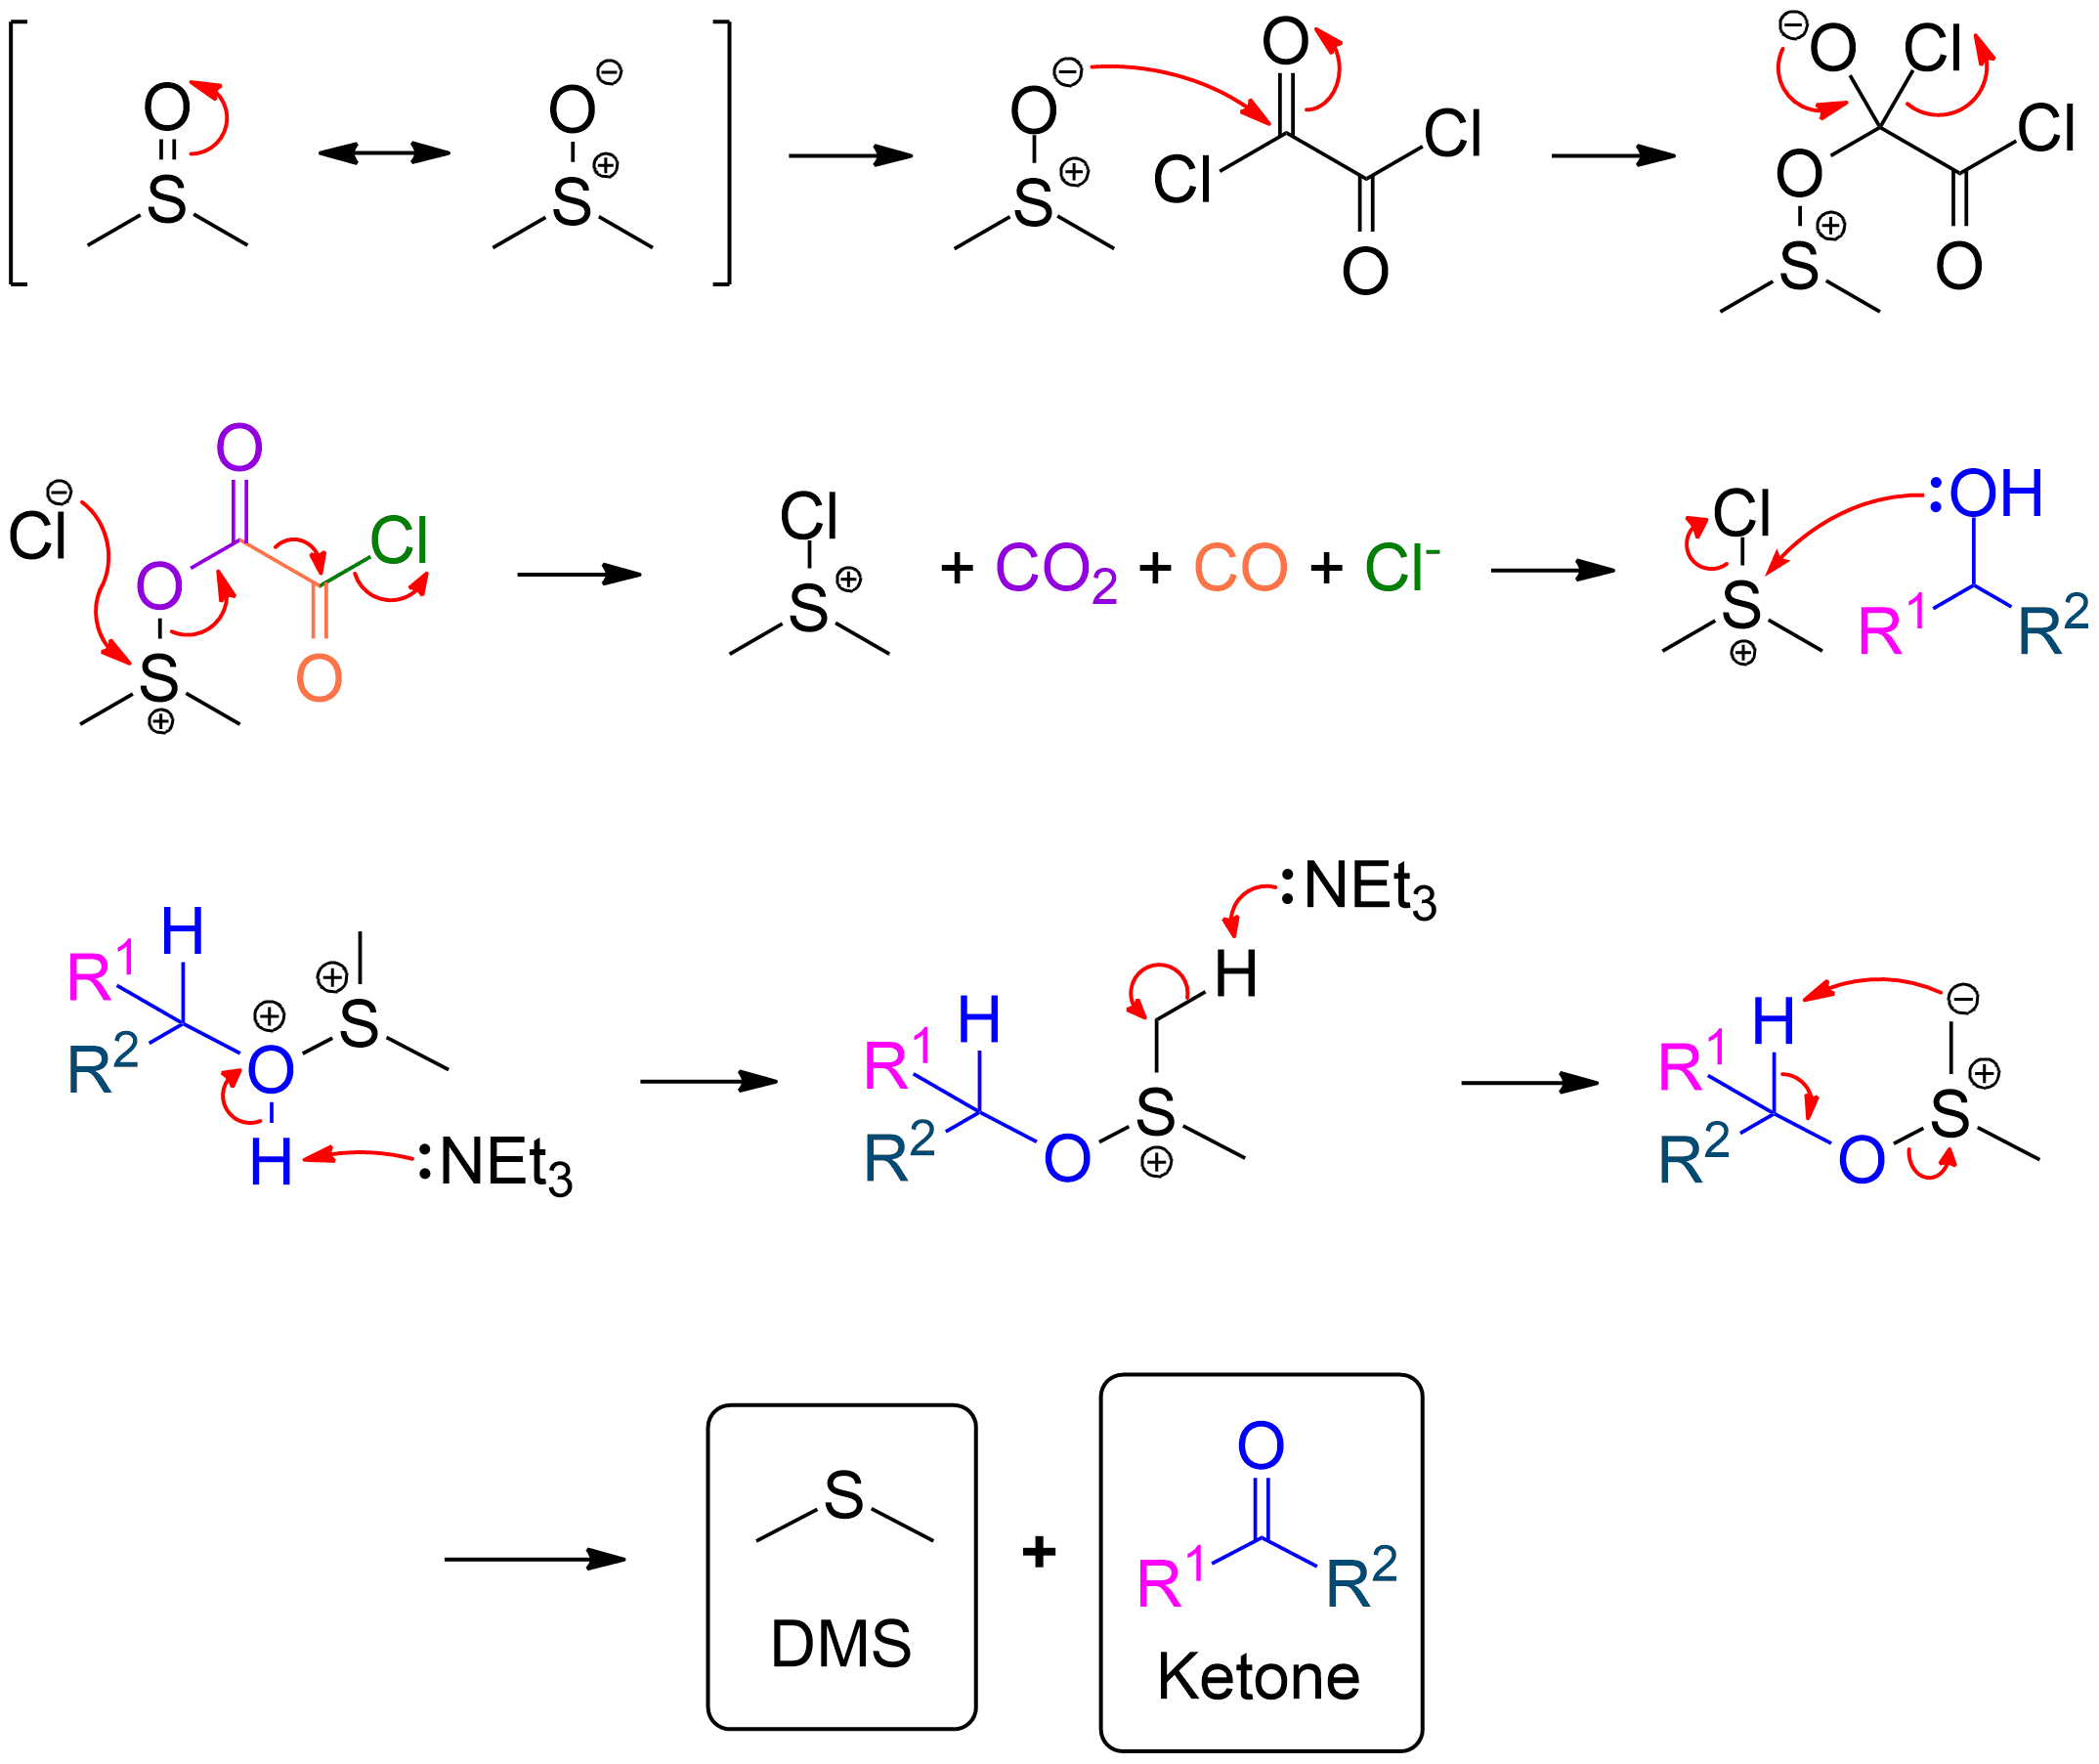 O
S
O ⊖
S ⊕
O ⊖
S ⊕
O
Cl
Cl
O
⊖ O Cl
Cl
O
O
S ⊕
Cl ⊖
O
Cl
O
O
S
⊕
Cl
S ⊕
+ CO₂ + CO + Cl⁻
Cl
S
⊕
:OH
R¹ R²
H
R¹
R²
⊕
O
⊕
S
H :NEt₃
:NEt₃
H
H
R¹
R²
O
S
⊕
⊖
H
R¹
R²
O
S ⊕
S
DMS
+
O
R¹ R²
Ketone